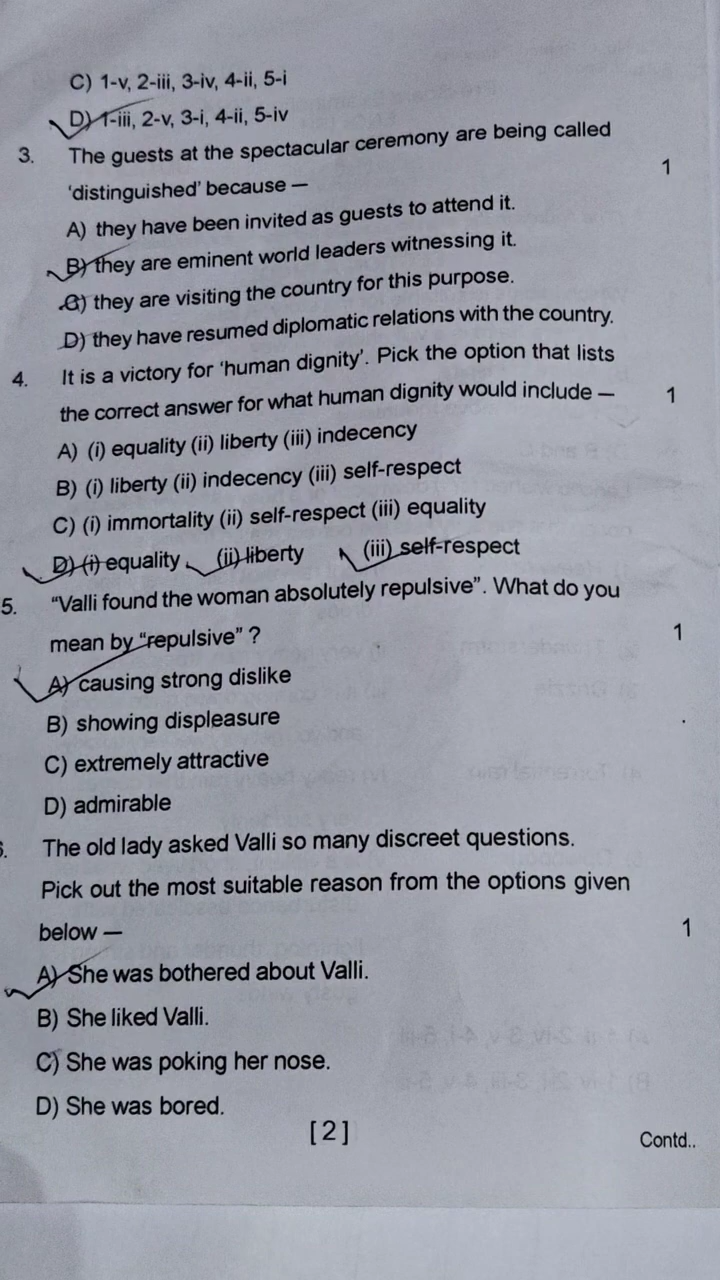 C) 1-v, 2-iii, 3-iv, 4-ii, 5-i
D) 1-iii, 2-v, 3-i, 4-ii, 5-iv
3. The guests at the spectacular ceremony are being called
'distinguished' because — 1
A) they have been invited as guests to attend it.
B) they are eminent world leaders witnessing it.
C) they are visiting the country for this purpose.
D) they have resumed diplomatic relations with the country.
4. It is a victory for 'human dignity'. Pick the option that lists
the correct answer for what human dignity would include — 1
A) (i) equality (ii) liberty (iii) indecency
B) (i) liberty (ii) indecency (iii) self-respect
C) (i) immortality (ii) self-respect (iii) equality
D) (i) equality (ii) liberty (iii) self-respect
5. "Valli found the woman absolutely repulsive". What do you
mean by "repulsive" ? 1
A) causing strong dislike
B) showing displeasure
C) extremely attractive
D) admirable
The old lady asked Valli so many discreet questions.
Pick out the most suitable reason from the options given
below — 1
A) She was bothered about Valli.
B) She liked Valli.
C) She was poking her nose.
D) She was bored.
[2]
Contd..